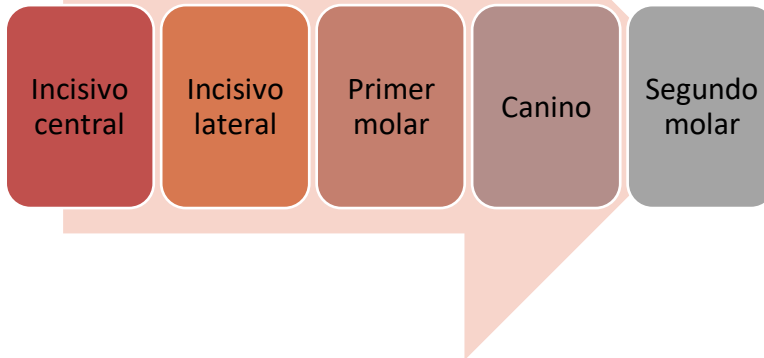 Incisivo
central
Incisivo
lateral
Primer
molar
Canino
Segundo
molar